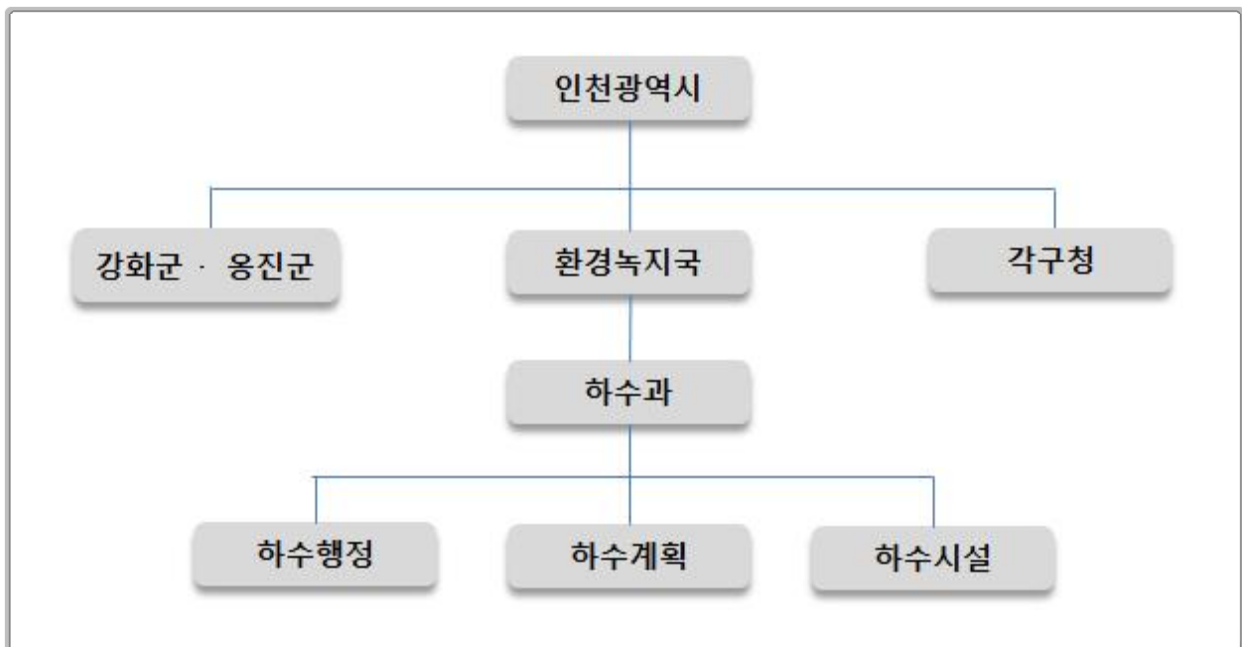 인천광역시
강화군 · 옹진군
환경녹지국
각구청
하수과
하수행정
하수계획
하수시설